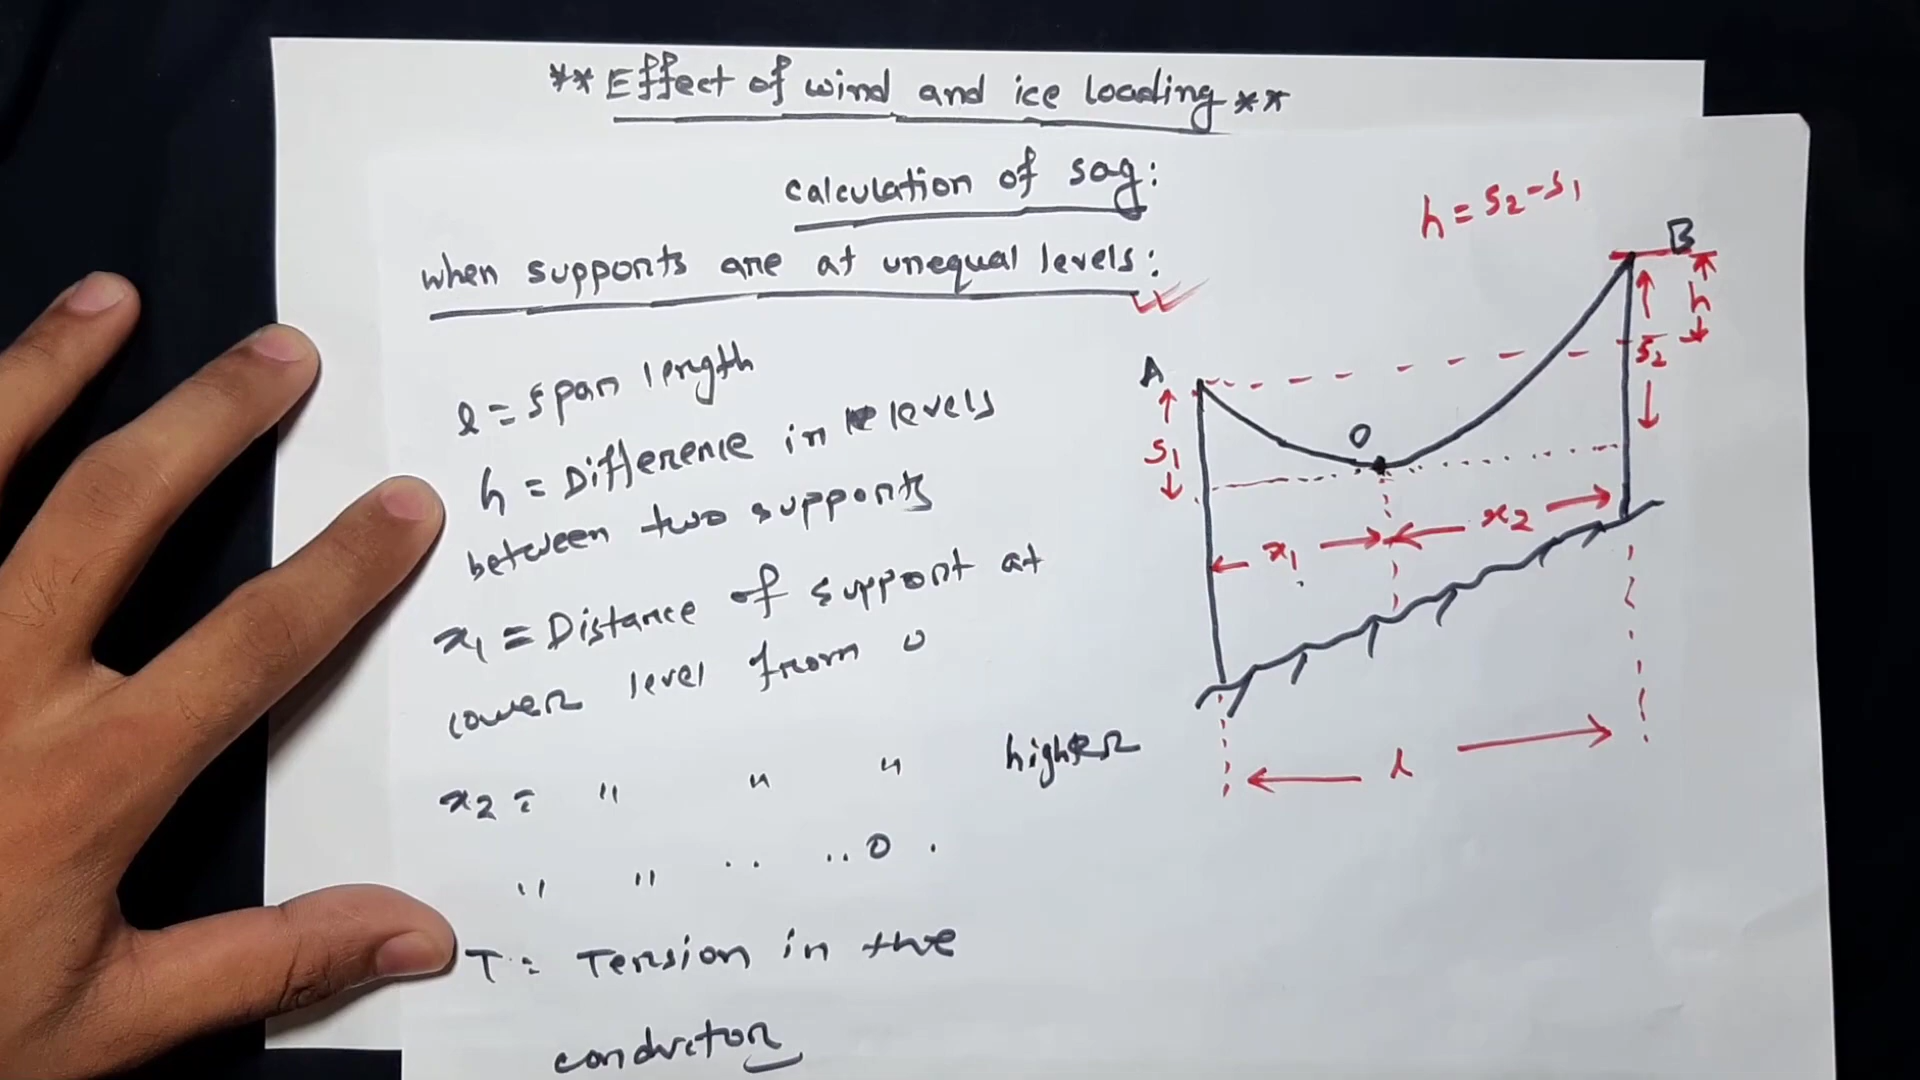 ** Effect of wind and ice loading **
calculation of sag:
when supports are at unequal levels:
l = span length
h = Difference in levels
between two supports
x1 = Distance of support at
lower level from O
x2 = " " " higher
" " " " O .
T = Tension in the
conductor
h = S2 - S1
B
h
S2
A
S1
O
x1
x2
l